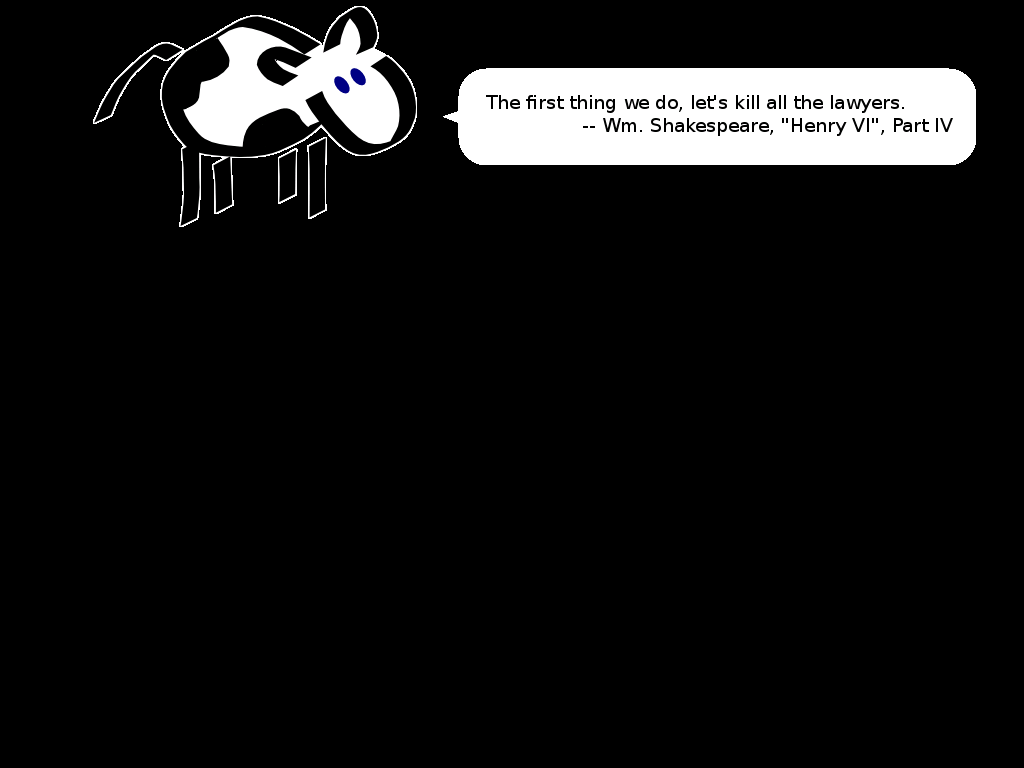 The first thing we do, let's kill all the lawyers.
-- Wm. Shakespeare, "Henry VI", Part IV